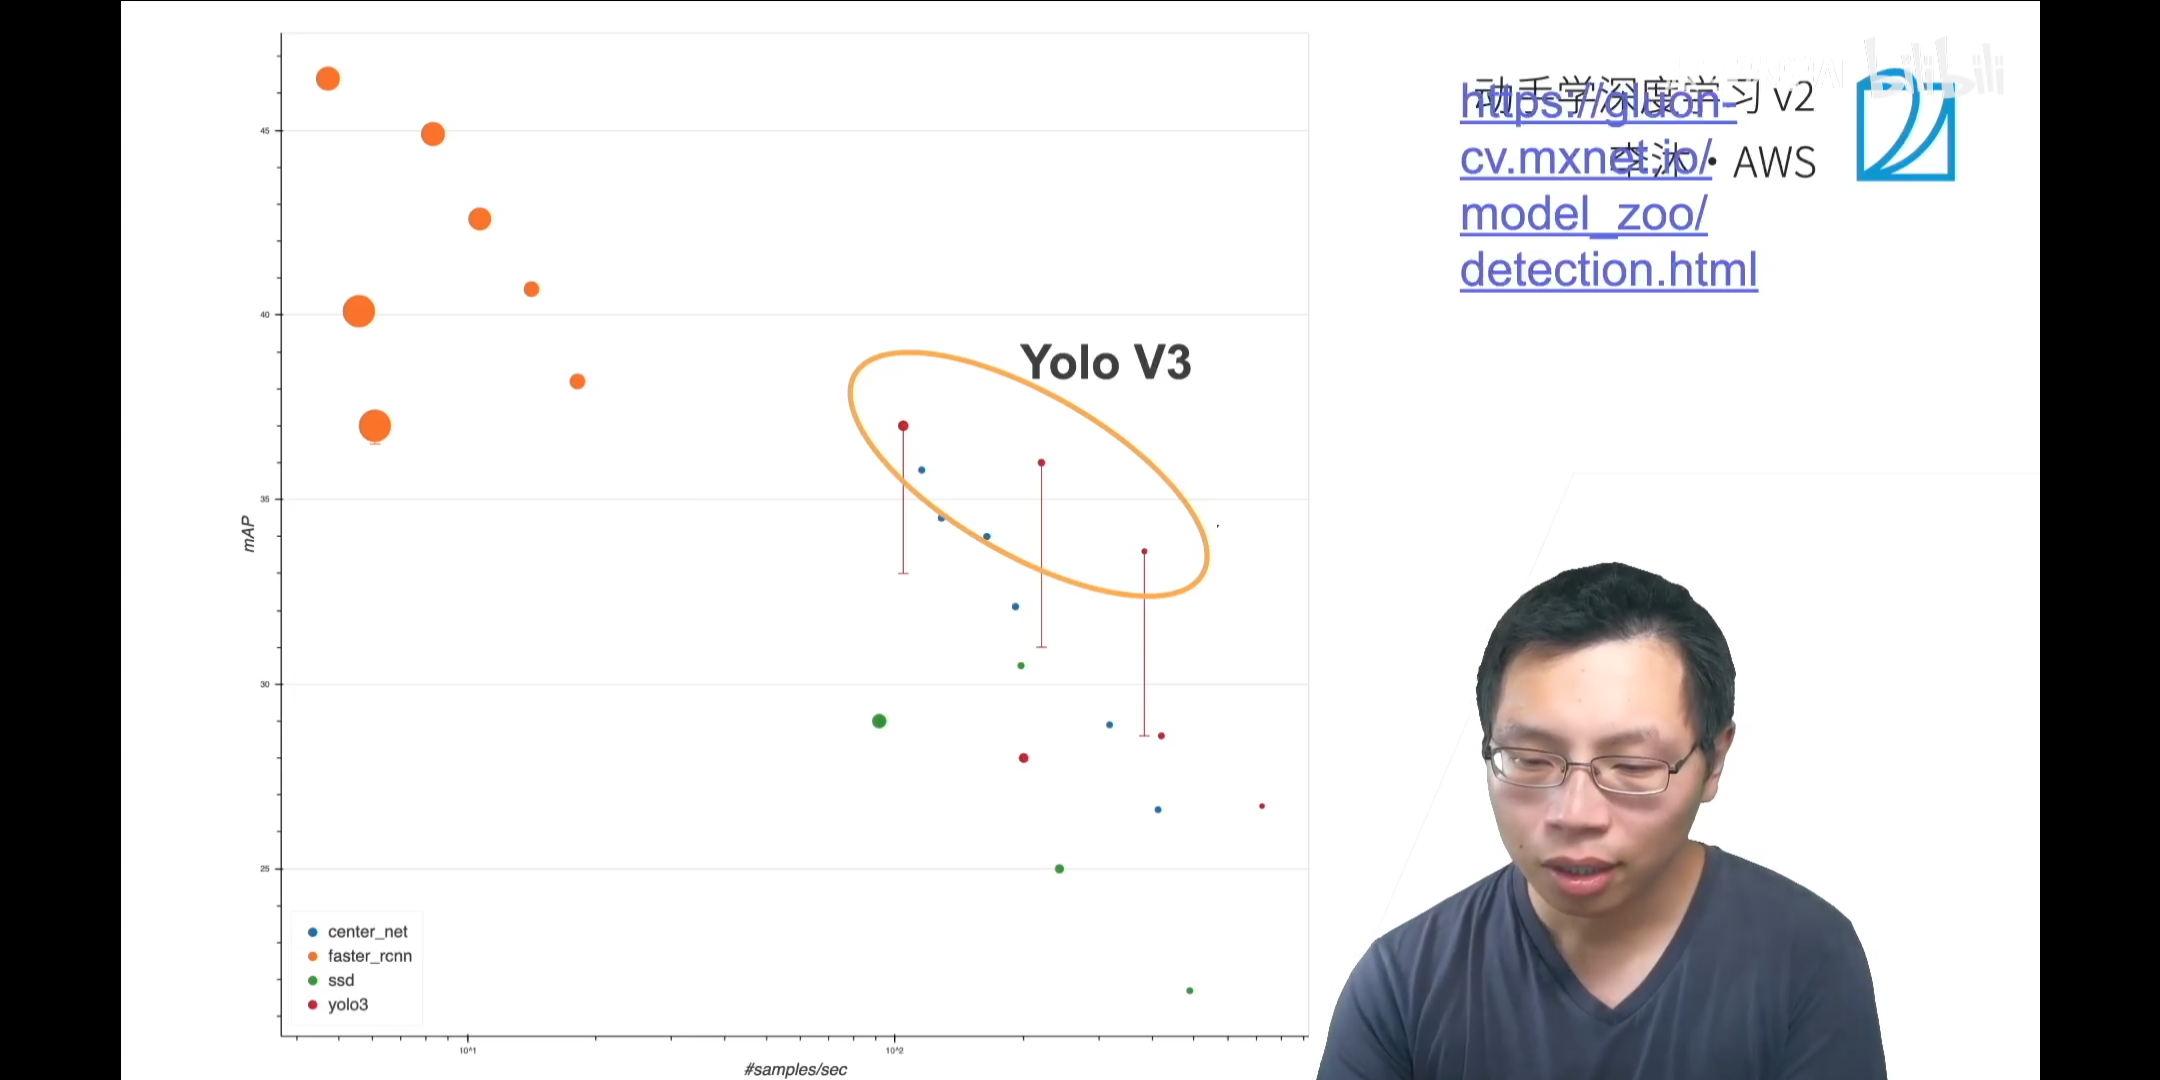 45
40
35
30
25
mAP
10^1
10^2
#samples/sec
center_net
faster_rcnn
ssd
yolo3
Yolo V3
动手学深度学习 v2
李沐 • AWS
https://gluon-
cv.mxnet.io/
model_zoo/
detection.html
bilibili